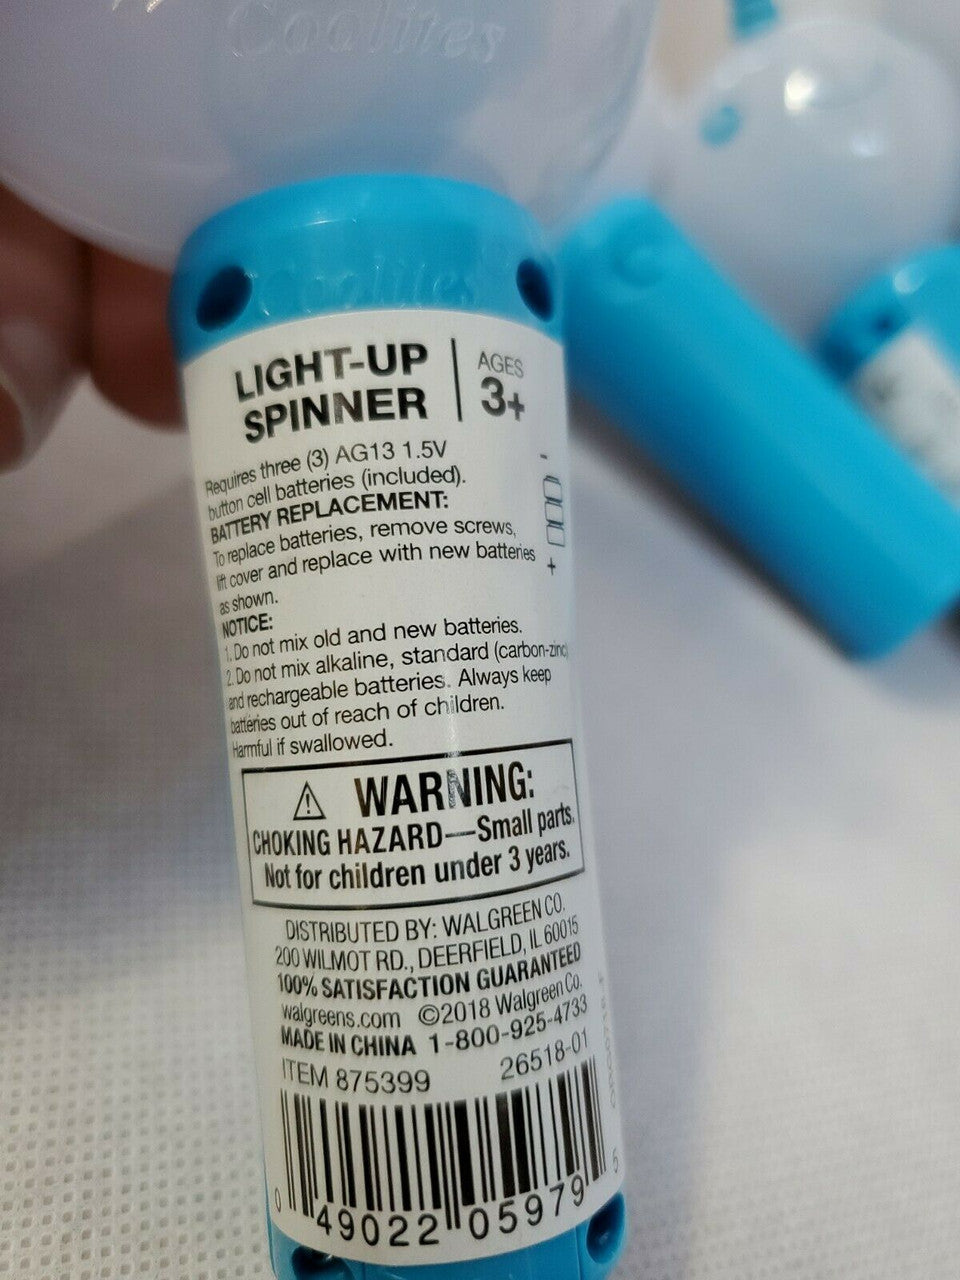 Coolites
Coolites
LIGHT-UP
SPINNER
AGES
3+
Requires three (3) AG13 1.5V
button cell batteries (included).
BATTERY REPLACEMENT:
To replace batteries, remove screws,
lift cover and replace with new batteries
as shown.
-
+
NOTICE:
1. Do not mix old and new batteries.
2. Do not mix alkaline, standard (carbon-zinc)
and rechargeable batteries. Always keep
batteries out of reach of children.
Harmful if swallowed.
WARNING:
CHOKING HAZARD—Small parts.
Not for children under 3 years.
DISTRIBUTED BY: WALGREEN CO.
200 WILMOT RD., DEERFIELD, IL 60015
100% SATISFACTION GUARANTEED
walgreens.com ©2018 Walgreen Co.
MADE IN CHINA 1-800-925-4733
ITEM 875399 26518-01
0 49022 05979 5